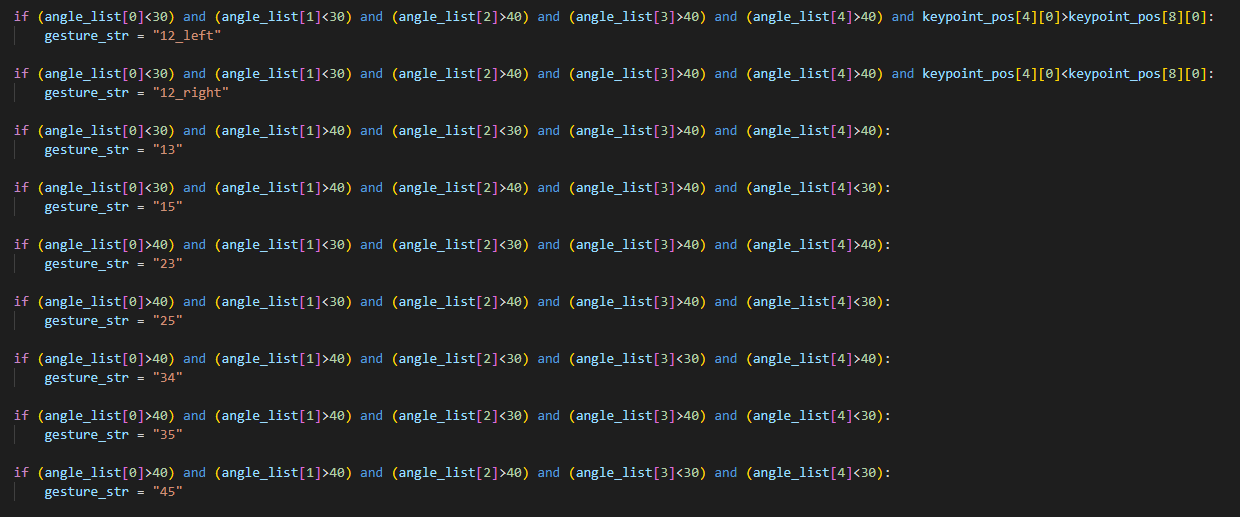 if (angle_list[0]<30) and (angle_list[1]<30) and (angle_list[2]>40) and (angle_list[3]>40) and (angle_list[4]>40) and keypoint_pos[4][0]>keypoint_pos[8][0]:
    gesture_str = "12_left"
if (angle_list[0]<30) and (angle_list[1]<30) and (angle_list[2]>40) and (angle_list[3]>40) and (angle_list[4]>40) and keypoint_pos[4][0]<keypoint_pos[8][0]:
    gesture_str = "12_right"
if (angle_list[0]<30) and (angle_list[1]>40) and (angle_list[2]<30) and (angle_list[3]>40) and (angle_list[4]>40):
    gesture_str = "13"
if (angle_list[0]<30) and (angle_list[1]>40) and (angle_list[2]>40) and (angle_list[3]>40) and (angle_list[4]<30):
    gesture_str = "15"
if (angle_list[0]>40) and (angle_list[1]<30) and (angle_list[2]<30) and (angle_list[3]>40) and (angle_list[4]>40):
    gesture_str = "23"
if (angle_list[0]>40) and (angle_list[1]<30) and (angle_list[2]>40) and (angle_list[3]>40) and (angle_list[4]<30):
    gesture_str = "25"
if (angle_list[0]>40) and (angle_list[1]>40) and (angle_list[2]<30) and (angle_list[3]<30) and (angle_list[4]>40):
    gesture_str = "34"
if (angle_list[0]>40) and (angle_list[1]>40) and (angle_list[2]<30) and (angle_list[3]>40) and (angle_list[4]<30):
    gesture_str = "35"
if (angle_list[0]>40) and (angle_list[1]>40) and (angle_list[2]>40) and (angle_list[3]<30) and (angle_list[4]<30):
    gesture_str = "45"